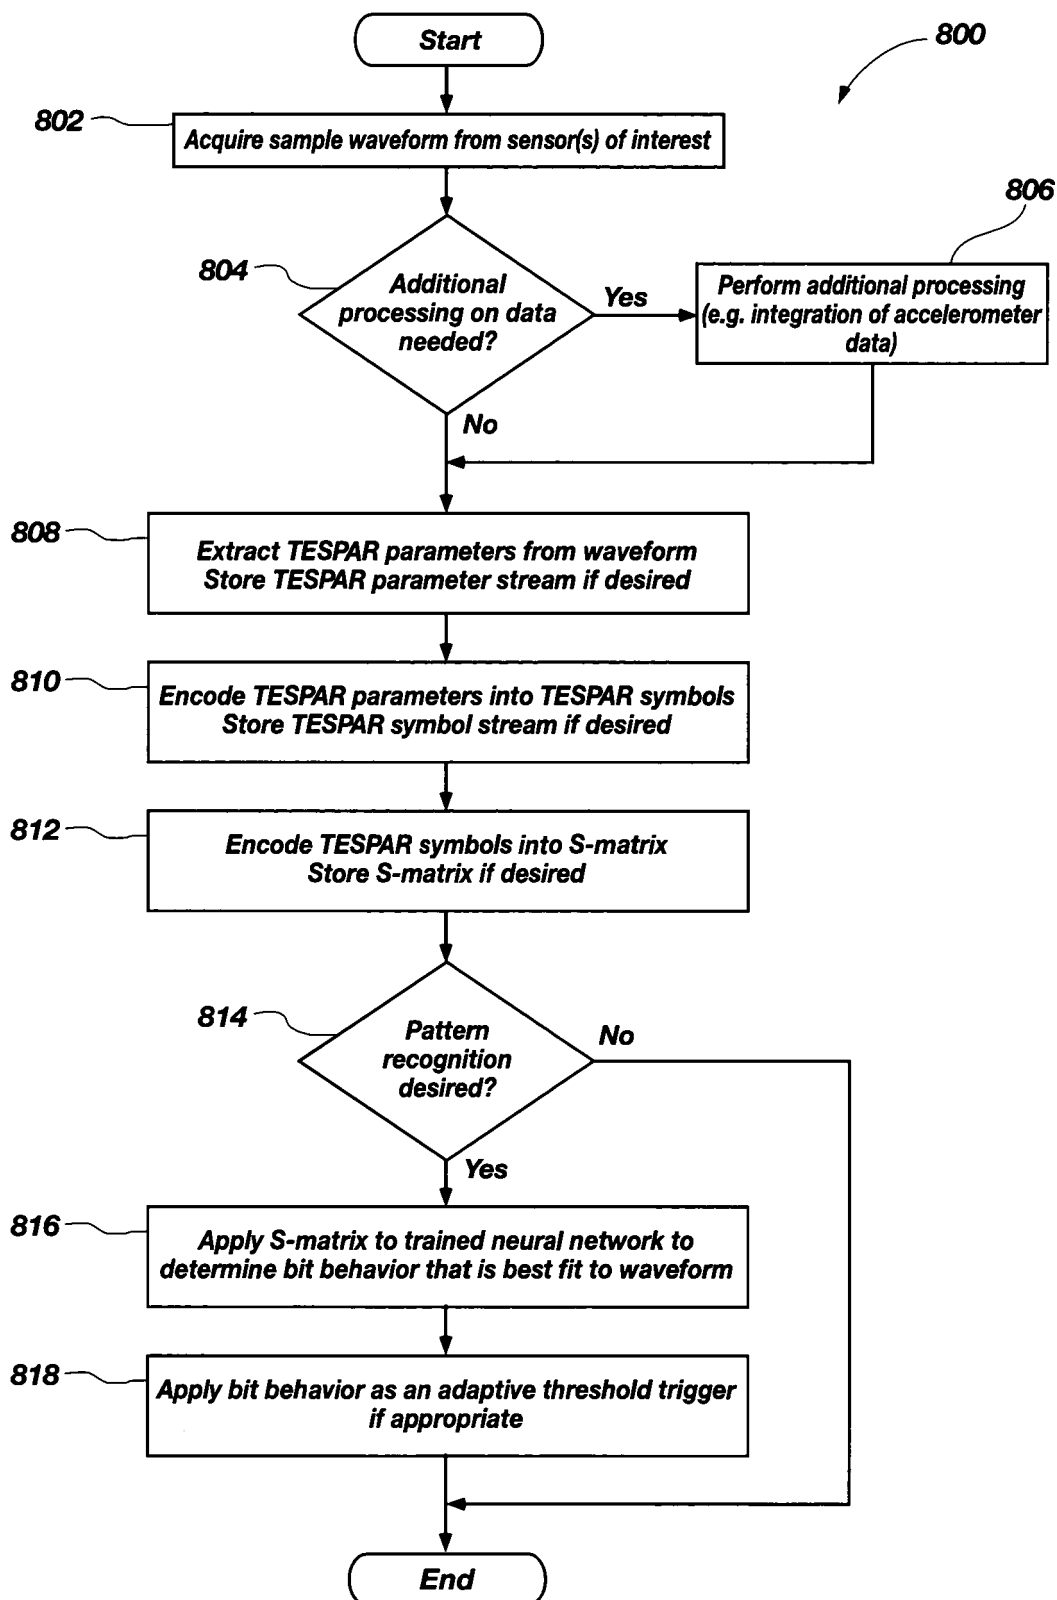 Start
800
802
Acquire sample waveform from sensor(s) of interest
806
804
Additional
processing on data
needed?
Yes
Perform additional processing
(e.g. integration of accelerometer
data)
No
808
Extract TESPAR parameters from waveform
Store TESPAR parameter stream if desired
810
Encode TESPAR parameters into TESPAR symbols
Store TESPAR symbol stream if desired
812
Encode TESPAR symbols into S-matrix
Store S-matrix if desired
814
Pattern
recognition
desired?
No
Yes
816
Apply S-matrix to trained neural network to
determine bit behavior that is best fit to waveform
818
Apply bit behavior as an adaptive threshold trigger
if appropriate
End